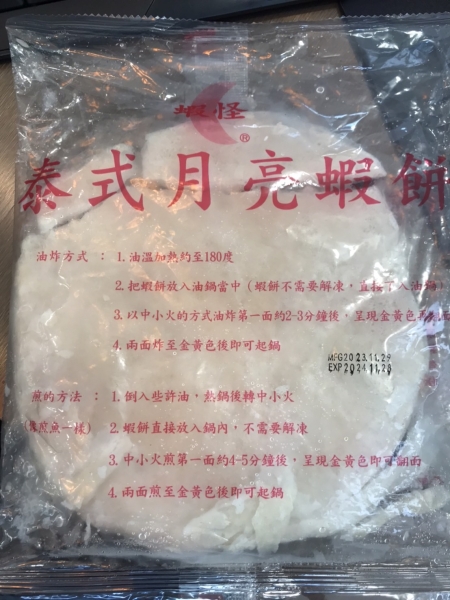 蝦怪
®
泰式月亮蝦餅
油炸方式 : 1. 油溫加熱約至180度
2. 把蝦餅放入油鍋當中（蝦餅不需要解凍，直接下入油鍋）
3. 以中小火的方式油炸第一面約2-3分鐘後，呈現金黃色再翻面
4. 兩面炸至金黃色後即可起鍋
MFG2023.11.29
EXP2024.11.28
煎的方法 : 1. 倒入些許油，熱鍋後轉中小火
(像煎魚一樣) 2. 蝦餅直接放入鍋內，不需要解凍
3. 中小火煎第一面約4-5分鐘後，呈現金黃色即可翻面
4. 兩面煎至金黃色後即可起鍋